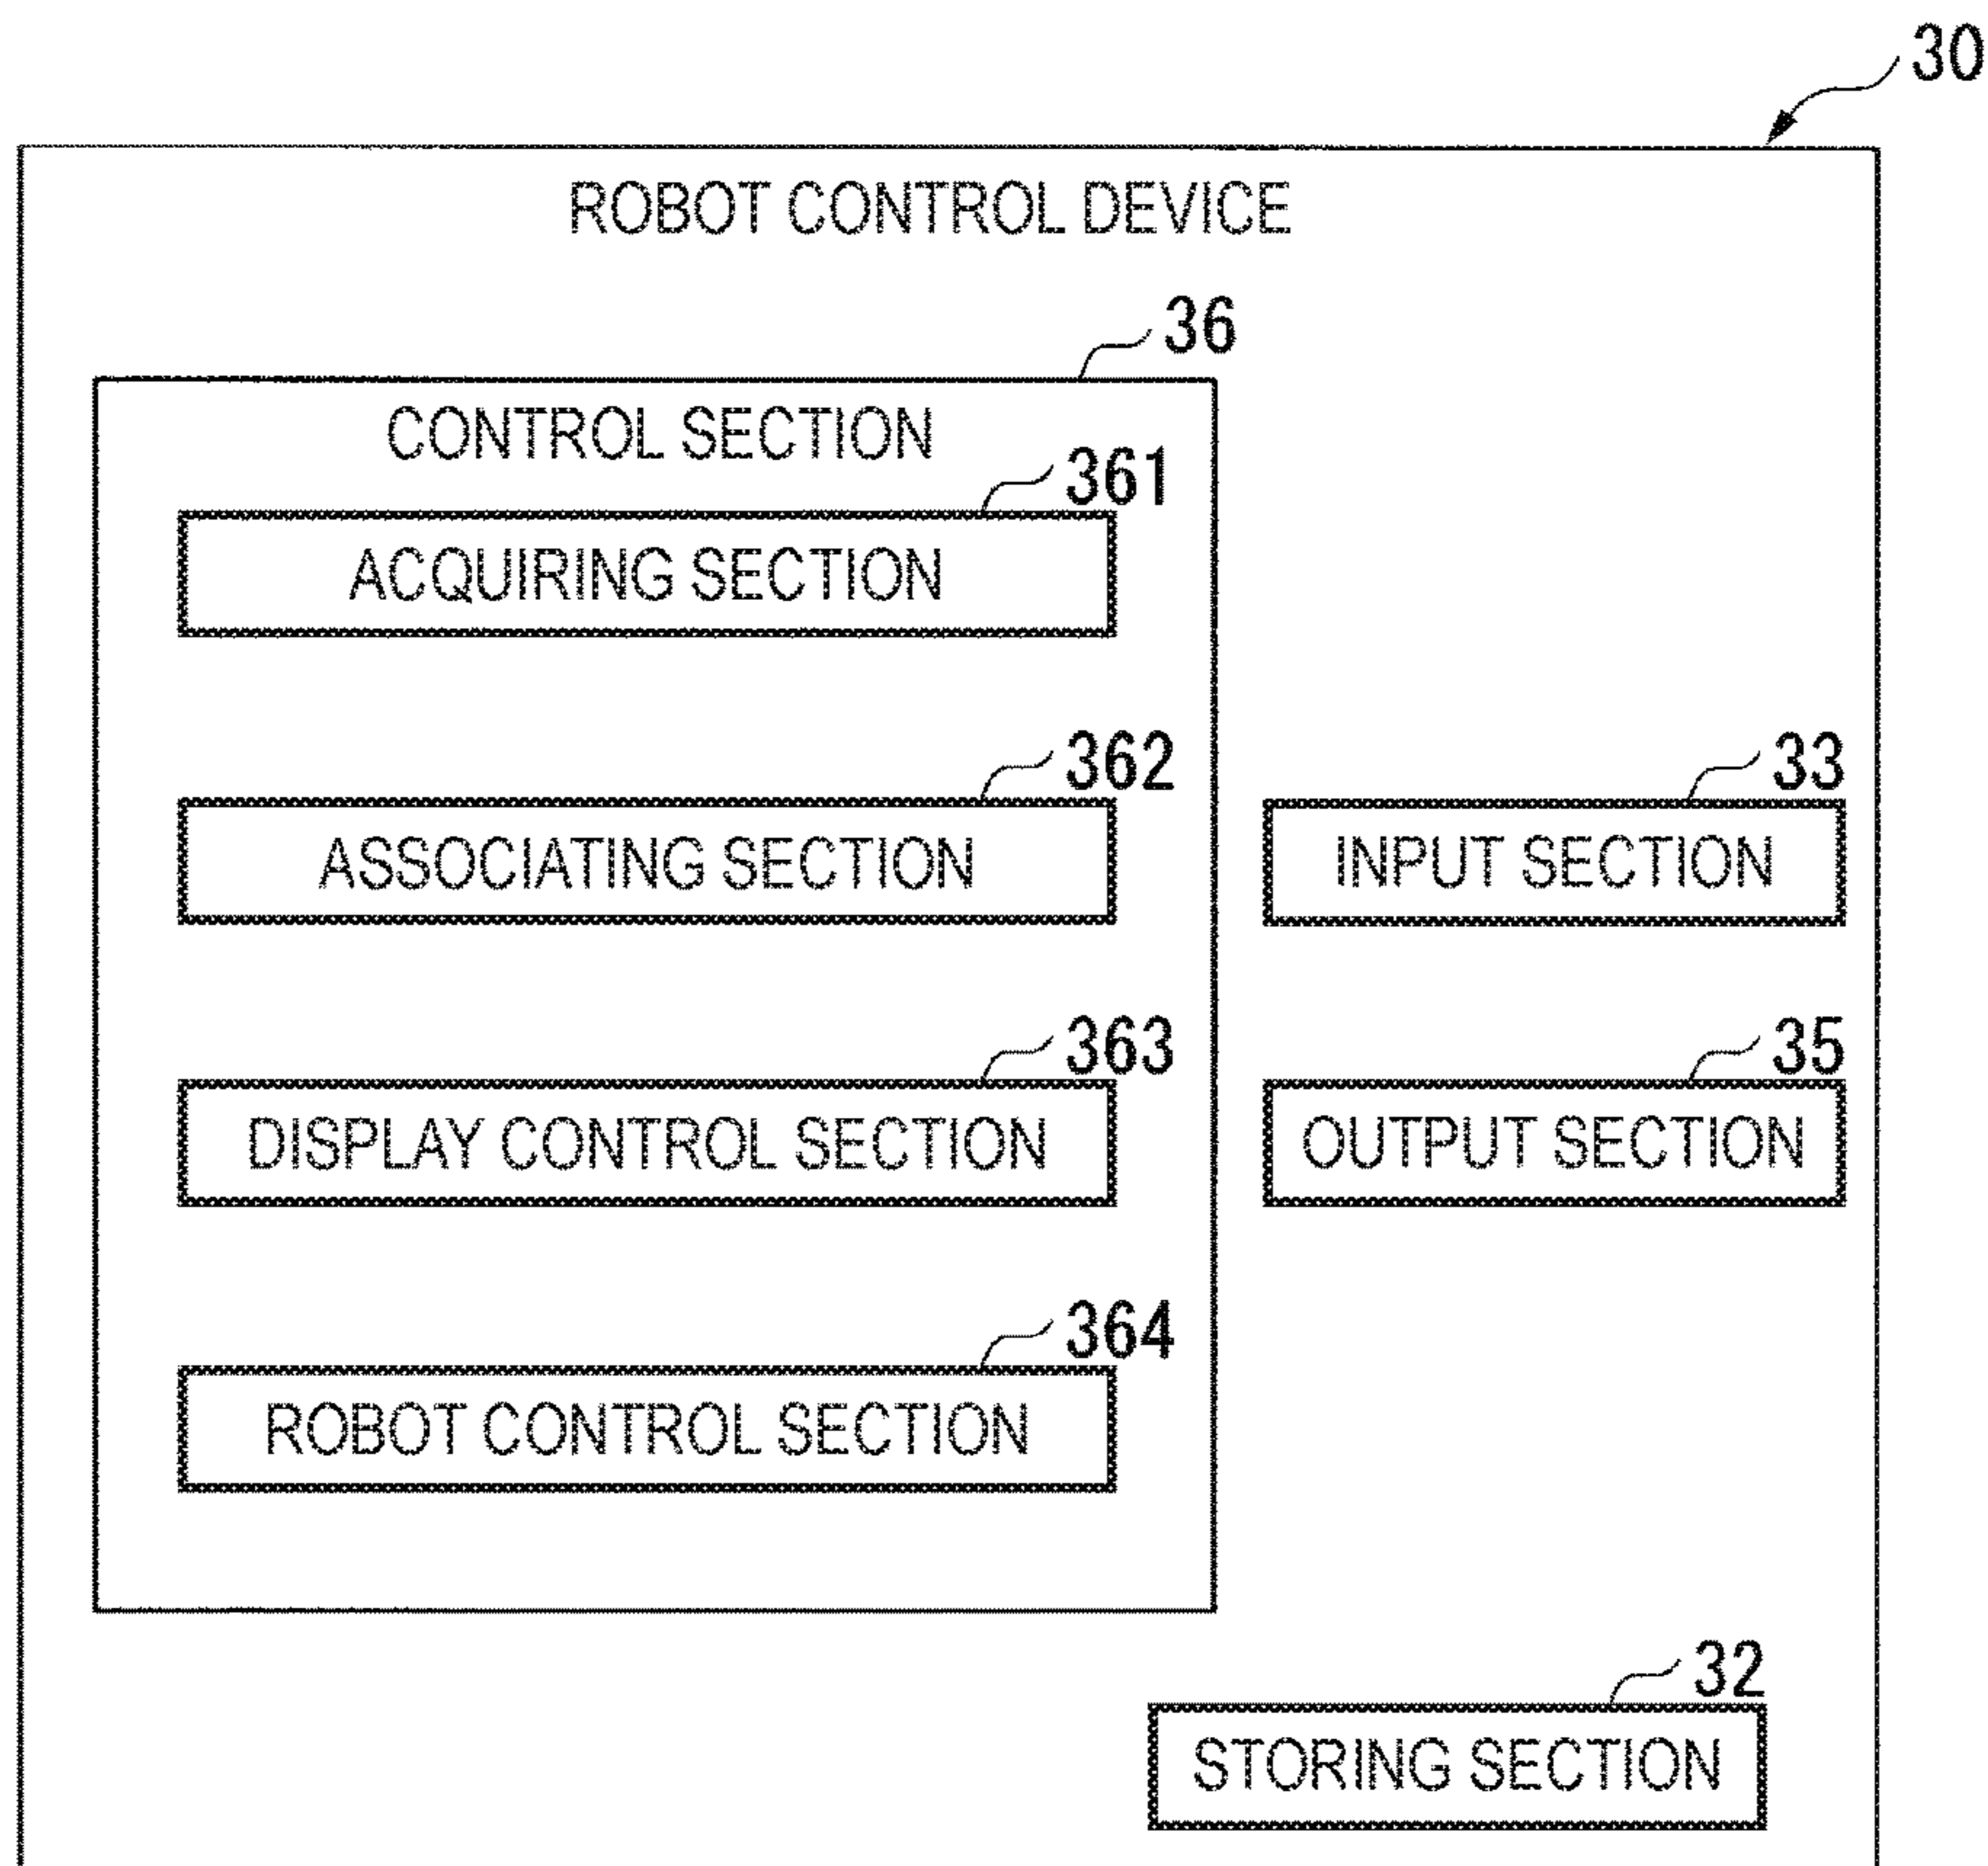 30
ROBOT CONTROL DEVICE
36
CONTROL SECTION
361
ACQUIRING SECTION
362
ASSOCIATING SECTION
33
INPUT SECTION
363
DISPLAY CONTROL SECTION
35
OUTPUT SECTION
364
ROBOT CONTROL SECTION
32
STORING SECTION